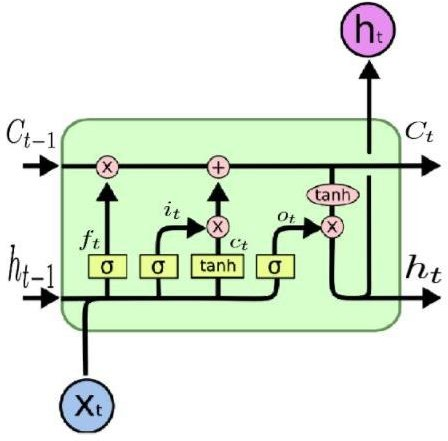 hₜ
Cₜ₋₁
Cₜ
x
+
tanh
iₜ
oₜ
fₜ
x
cₜ
x
hₜ₋₁
σ
σ
tanh
σ
hₜ
Xₜ